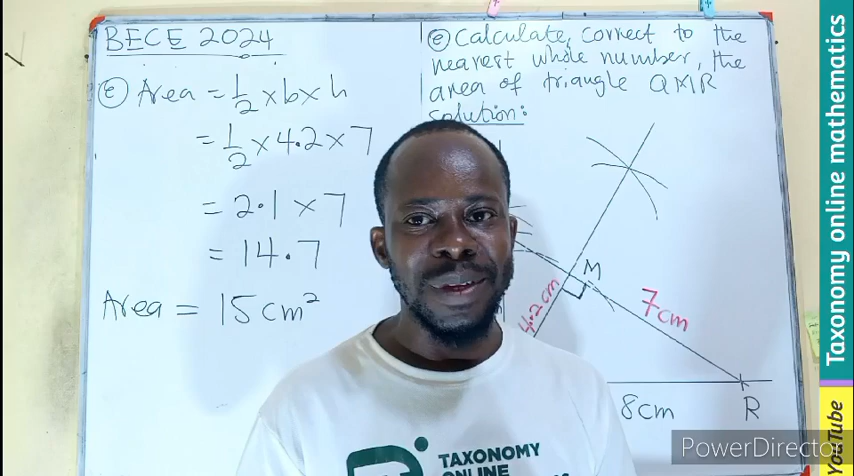 BECE 2024
e Area = 1/2 × b × h
= 1/2 × 4.2 × 7
= 2.1 × 7
= 14.7
Area = 15 cm²
e Calculate, correct to the
nearest whole number, the
area of triangle QMR
solution:
M
4.2cm
7cm
8cm
R
TAXONOMY
ONLINE
Taxonomy online mathematics
YouTube
PowerDirector